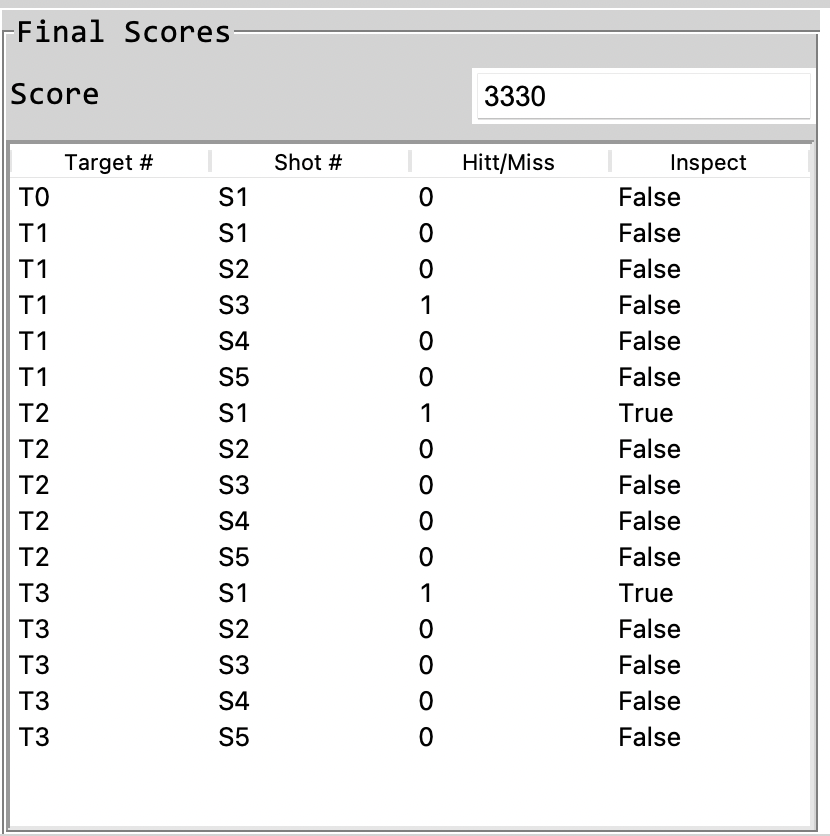 Final Scores
Score 3330
Target # Shot # Hitt/Miss Inspect
T0 S1 0 False
T1 S1 0 False
T1 S2 0 False
T1 S3 1 False
T1 S4 0 False
T1 S5 0 False
T2 S1 1 True
T2 S2 0 False
T2 S3 0 False
T2 S4 0 False
T2 S5 0 False
T3 S1 1 True
T3 S2 0 False
T3 S3 0 False
T3 S4 0 False
T3 S5 0 False